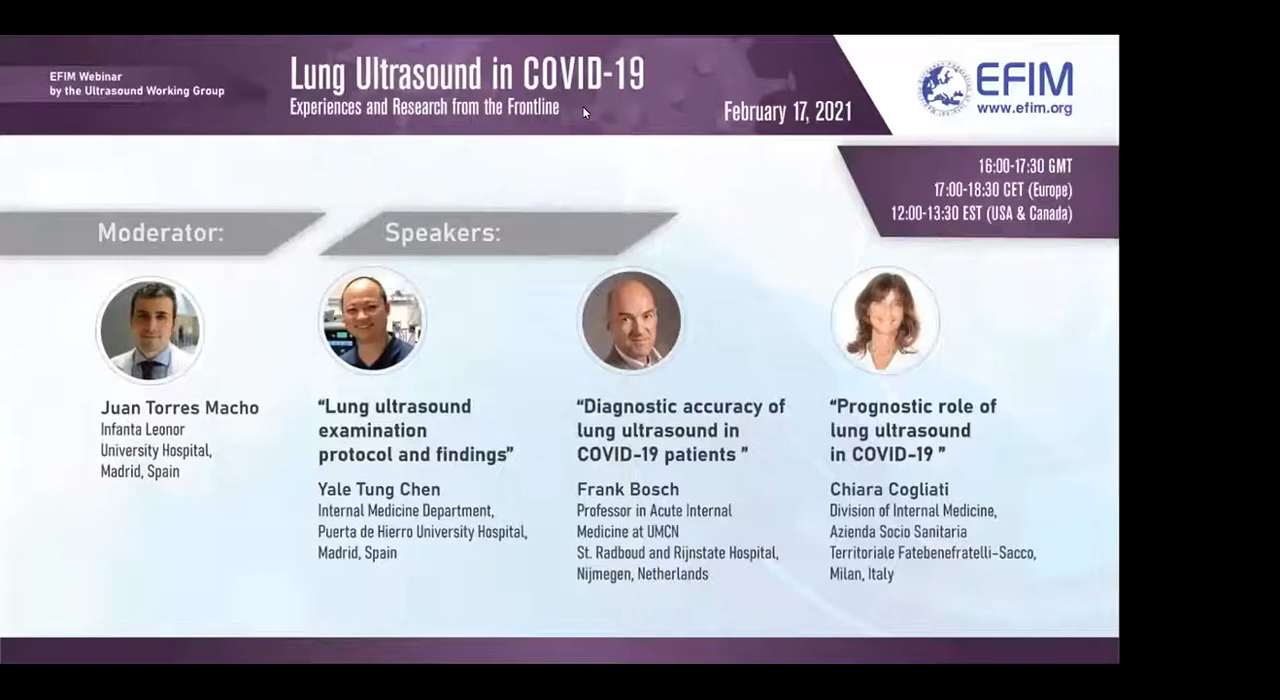 EFIM Webinar
by the Ultrasound Working Group
Lung Ultrasound in COVID-19
Experiences and Research from the Frontline
February 17, 2021
EFIM
www.efim.org
16:00-17:30 GMT
17:00-18:30 CET (Europe)
12:00-13:30 EST (USA & Canada)
Moderator:
Speakers:
Juan Torres Macho
Infanta Leonor
University Hospital,
Madrid, Spain
“Lung ultrasound
examination
protocol and findings”
Yale Tung Chen
Internal Medicine Department,
Puerta de Hierro University Hospital,
Madrid, Spain
“Diagnostic accuracy of
lung ultrasound in
COVID-19 patients ”
Frank Bosch
Professor in Acute Internal
Medicine at UMCN
St. Radboud and Rijnstate Hospital,
Nijmegen, Netherlands
“Prognostic role of
lung ultrasound
in COVID-19 ”
Chiara Cogliati
Division of Internal Medicine,
Azienda Socio Sanitaria
Territoriale Fatebenefratelli-Sacco,
Milan, Italy